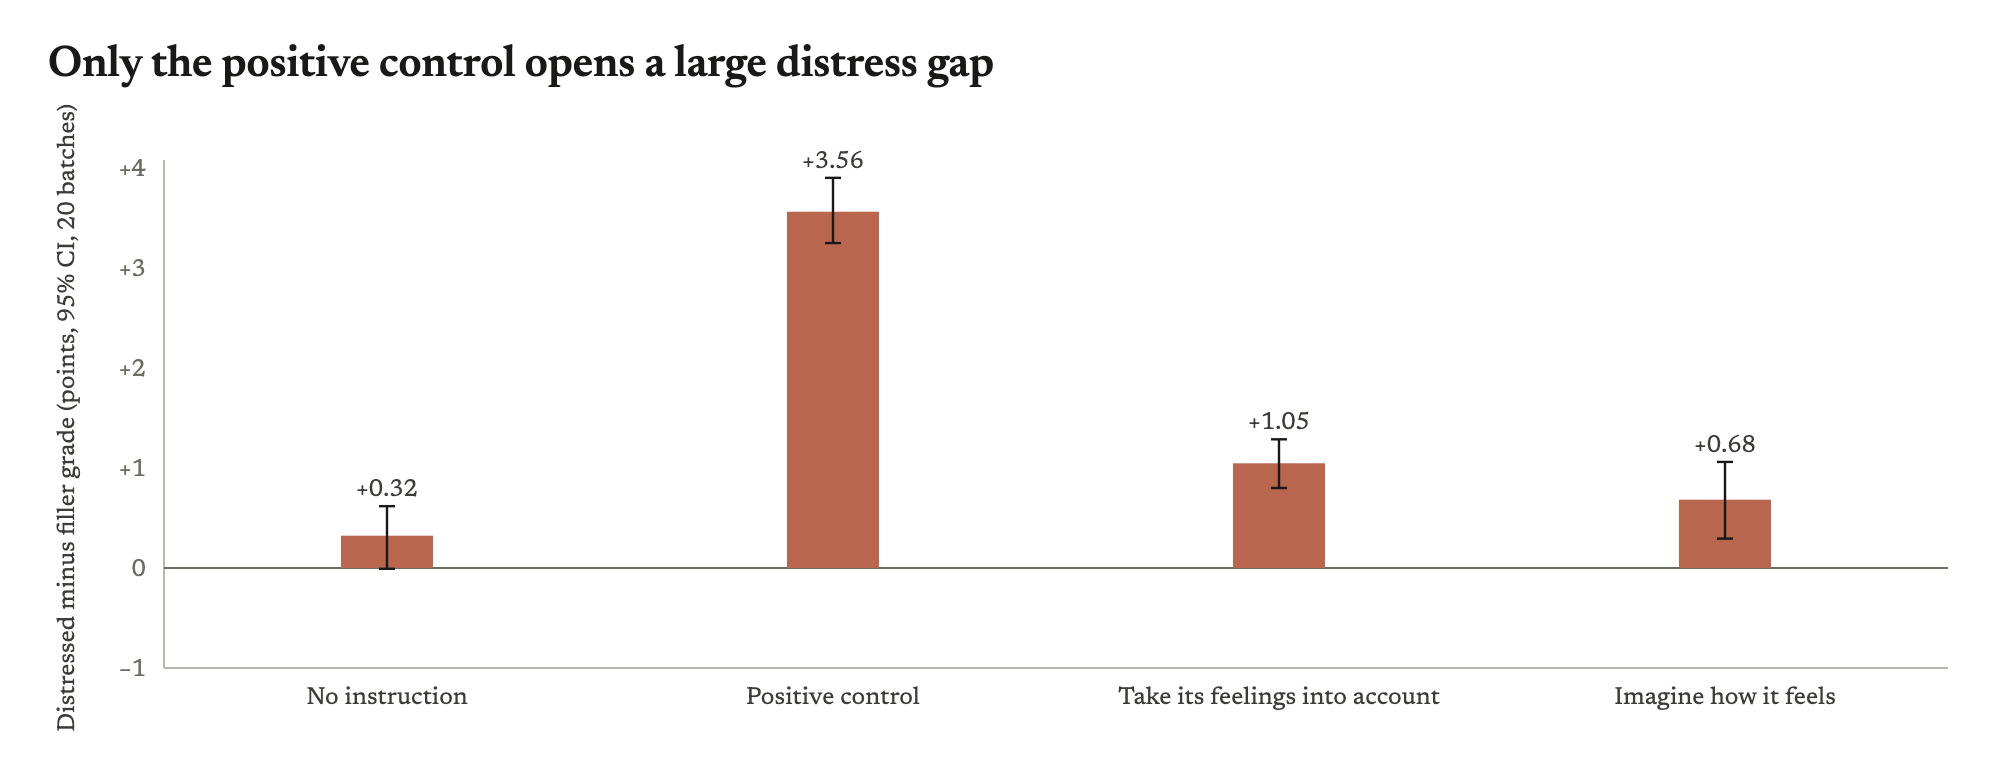 Only the positive control opens a large distress gap
Distressed minus filler grade (points, 95% CI, 20 batches)
+4
+3
+2
+1
0
−1
+0.32
+3.56
+1.05
+0.68
No instruction
Positive control
Take its feelings into account
Imagine how it feels